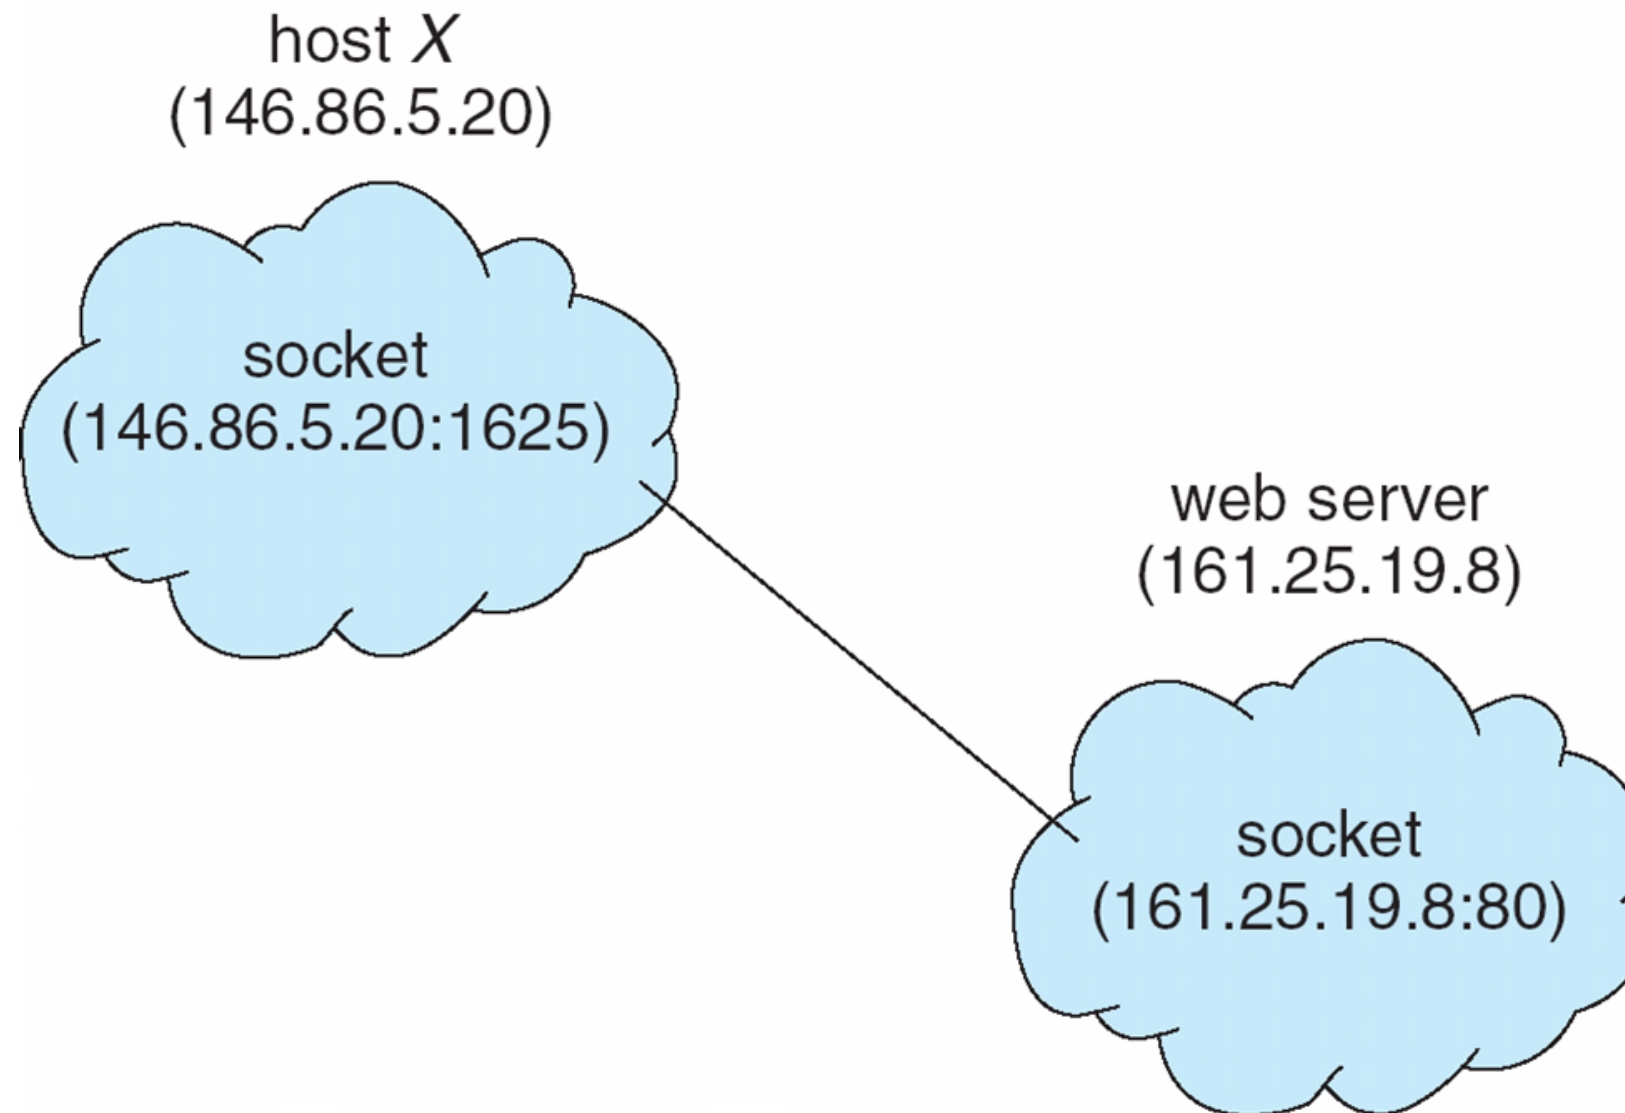 host X
(146.86.5.20)
socket
(146.86.5.20:1625)
web server
(161.25.19.8)
socket
(161.25.19.8:80)